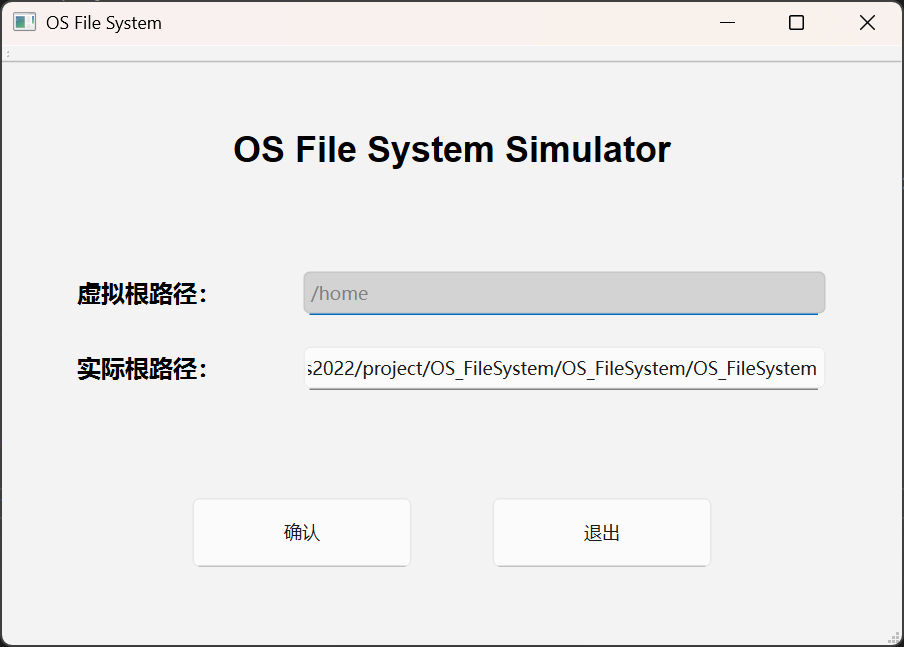 OS File System
OS File System Simulator
虚拟根路径：
/home
实际根路径：
s2022/project/OS_FileSystem/OS_FileSystem/OS_FileSystem
确认
退出